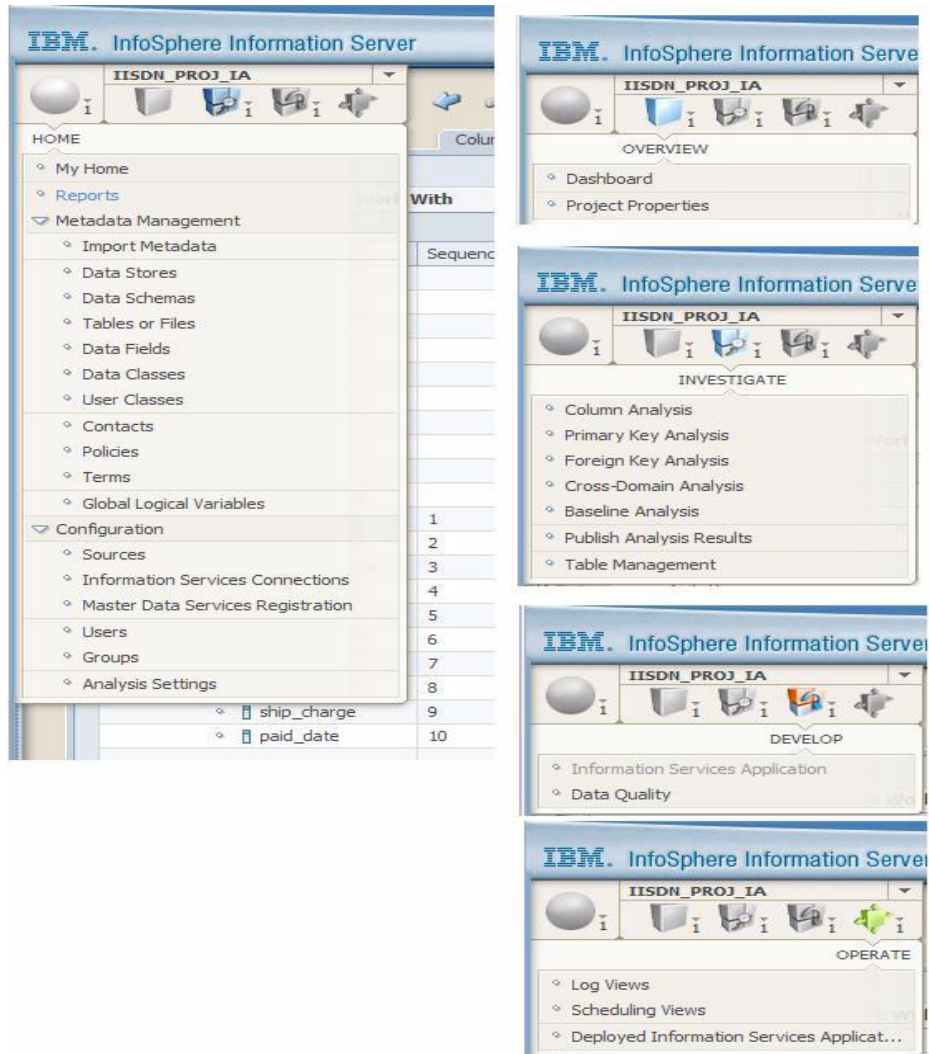 IBM. InfoSphere Information Server
IISDN_PROJ_IA
HOME
My Home
Reports
Metadata Management
Import Metadata
Data Stores
Data Schemas
Tables or Files
Data Fields
Data Classes
User Classes
Contacts
Policies
Terms
Global Logical Variables
Configuration
Sources
Information Services Connections
Master Data Services Registration
Users
Groups
Analysis Settings
Colu
With
Sequenc
1
2
3
4
5
6
7
8
ship_charge 9
paid_date 10
IBM. InfoSphere Information Serve
IISDN_PROJ_IA
OVERVIEW
Dashboard
Project Properties
IBM. InfoSphere Information Serve
IISDN_PROJ_IA
INVESTIGATE
Column Analysis
Primary Key Analysis
Foreign Key Analysis
Cross-Domain Analysis
Baseline Analysis
Publish Analysis Results
Table Management
IBM. InfoSphere Information Server
IISDN_PROJ_IA
DEVELOP
Information Services Application
Data Quality
IBM. InfoSphere Information Server
IISDN_PROJ_IA
OPERATE
Log Views
Scheduling Views
Deployed Information Services Applicat...